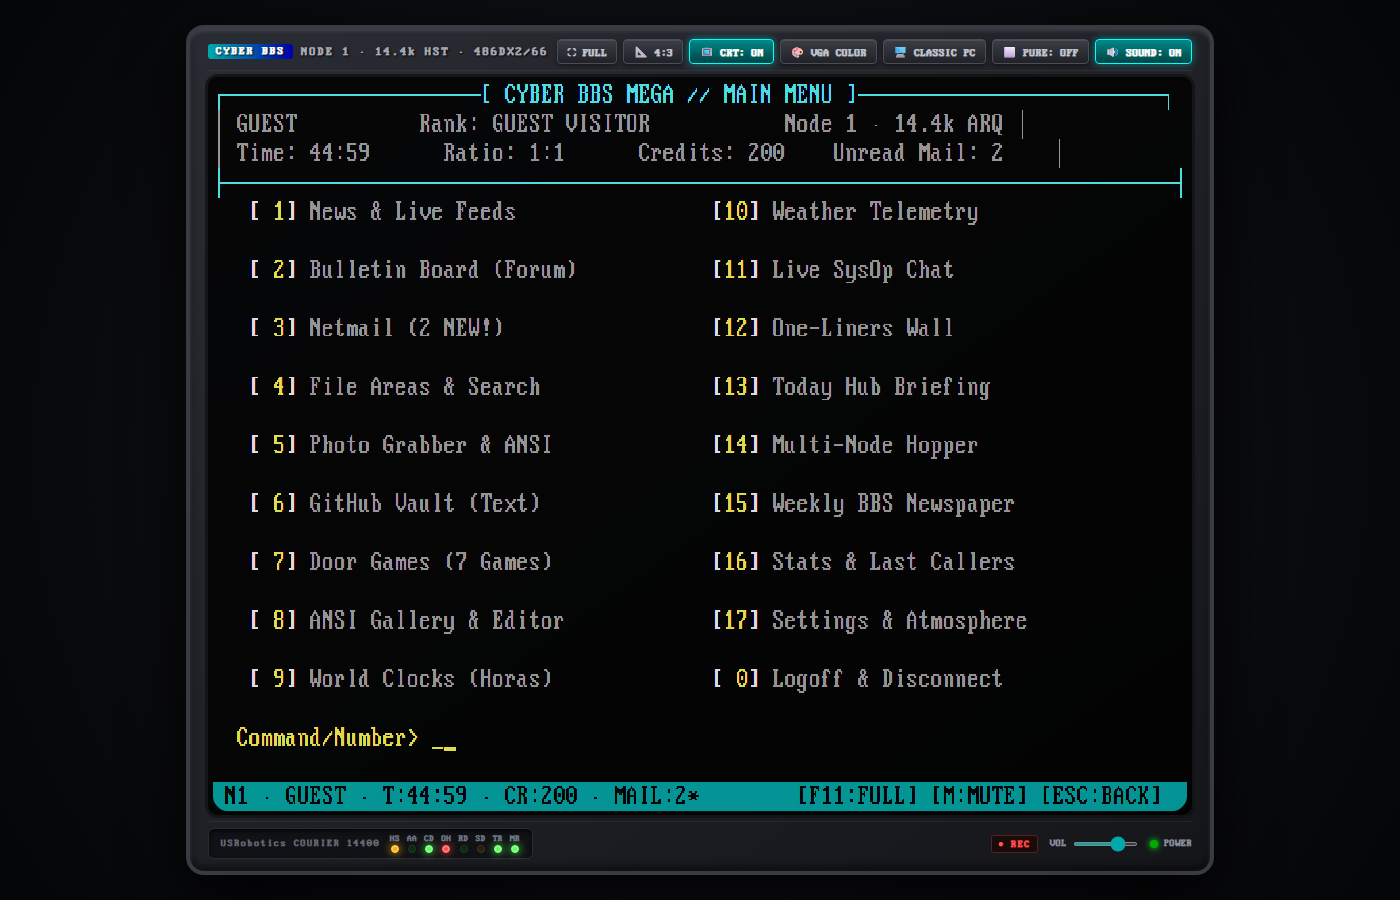 CYBER BBS NODE 1 · 14.4k HST · 486DX2/66 FULL 4:3 CRT: ON VGA COLOR CLASSIC PC PURE: OFF SOUND: ON
[ CYBER BBS MEGA // MAIN MENU ]
GUEST Rank: GUEST VISITOR Node 1 · 14.4k ARQ
Time: 44:59 Ratio: 1:1 Credits: 200 Unread Mail: 2
[ 1] News & Live Feeds [10] Weather Telemetry
[ 2] Bulletin Board (Forum) [11] Live SysOp Chat
[ 3] Netmail (2 NEW!) [12] One-Liners Wall
[ 4] File Areas & Search [13] Today Hub Briefing
[ 5] Photo Grabber & ANSI [14] Multi-Node Hopper
[ 6] GitHub Vault (Text) [15] Weekly BBS Newspaper
[ 7] Door Games (7 Games) [16] Stats & Last Callers
[ 8] ANSI Gallery & Editor [17] Settings & Atmosphere
[ 9] World Clocks (Horas) [ 0] Logoff & Disconnect
Command/Number> _
N1 · GUEST · T:44:59 · CR:200 · MAIL:2* [F11:FULL] [M:MUTE] [ESC:BACK]
USRobotics COURIER 14400 HS AA CD OH RD SD TR MR REC VOL POWER